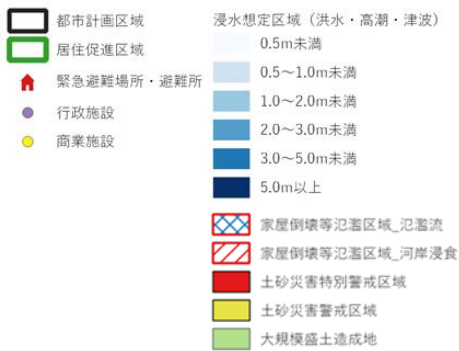 都市計画区域
居住促進区域
緊急避難場所・避難所
行政施設
商業施設
浸水想定区域（洪水・高潮・津波）
0.5m未満
0.5～1.0m未満
1.0～2.0m未満
2.0～3.0m未満
3.0～5.0m未満
5.0m以上
家屋倒壊等氾濫区域_氾濫流
家屋倒壊等氾濫区域_河岸浸食
土砂災害特別警戒区域
土砂災害警戒区域
大規模盛土造成地